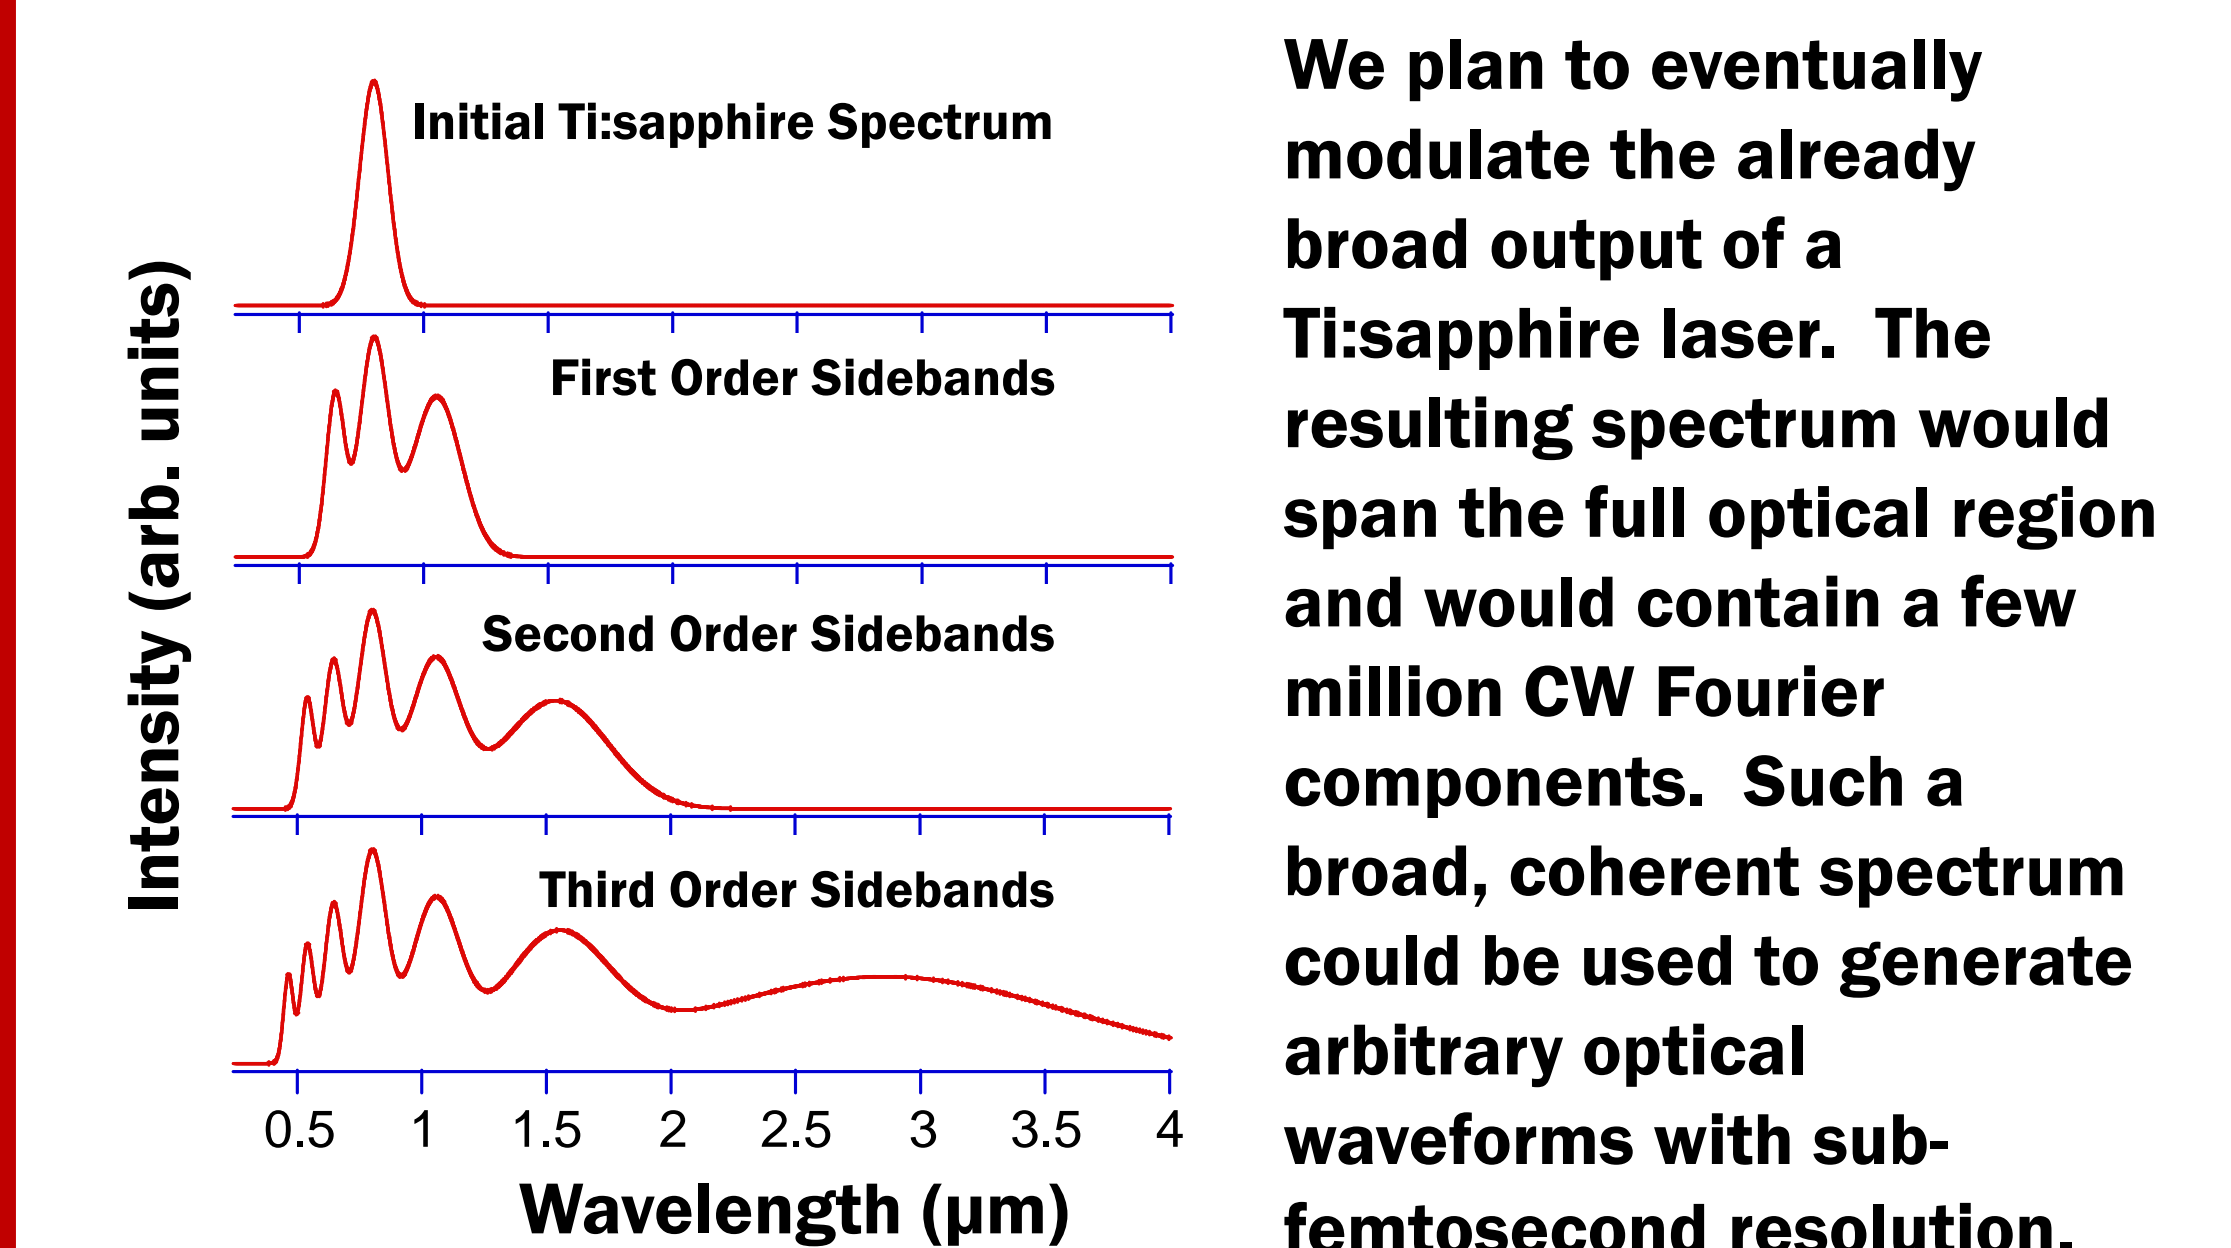 Initial Ti:sapphire Spectrum
First Order Sidebands
Second Order Sidebands
Third Order Sidebands
Intensity (arb. units)
0.5 1 1.5 2 2.5 3 3.5 4
Wavelength (µm)
We plan to eventually
modulate the already
broad output of a
Ti:sapphire laser.  The
resulting spectrum would
span the full optical region
and would contain a few
million CW Fourier
components.  Such a
broad, coherent spectrum
could be used to generate
arbitrary optical
waveforms with sub-
femtosecond resolution.